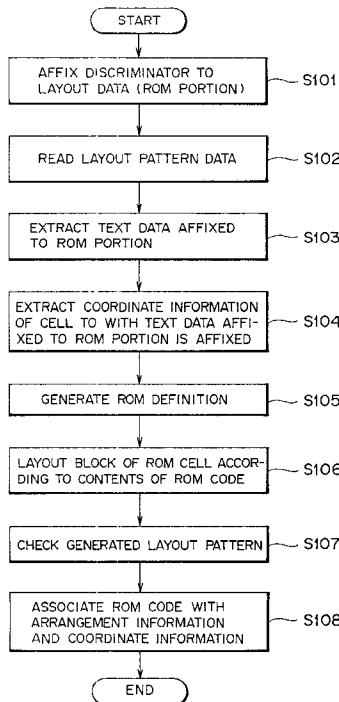 START
AFFIX DISCRIMINATOR TO
LAYOUT DATA (ROM PORTION)
S101
READ LAYOUT PATTERN DATA
S102
EXTRACT TEXT DATA AFFIXED
TO ROM PORTION
S103
EXTRACT COORDINATE INFORMATION
OF CELL TO WITH TEXT DATA AFFI-
XED TO ROM PORTION IS AFFIXED
S104
GENERATE ROM DEFINITION
S105
LAYOUT BLOCK OF ROM CELL ACCOR-
DING TO CONTENTS OF ROM CODE
S106
CHECK GENERATED LAYOUT PATTERN
S107
ASSOCIATE ROM CODE WITH
ARRANGEMENT INFORMATION
AND COORDINATE INFORMATION
S108
END